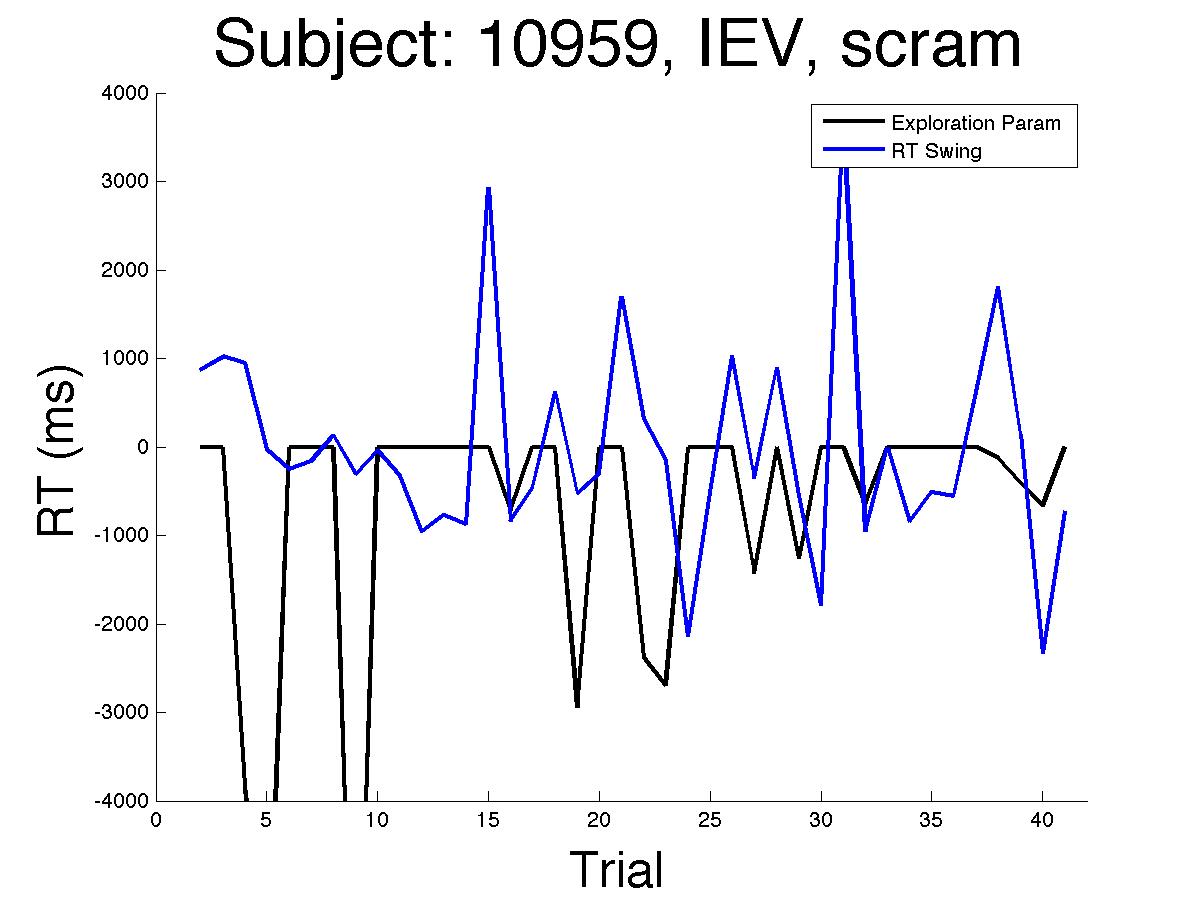 Subject: 10959, IEV, scram
4000
3000
2000
1000
0
-1000
-2000
-3000
-4000
RT (ms)
Exploration Param
RT Swing
0 5 10 15 20 25 30 35 40
Trial